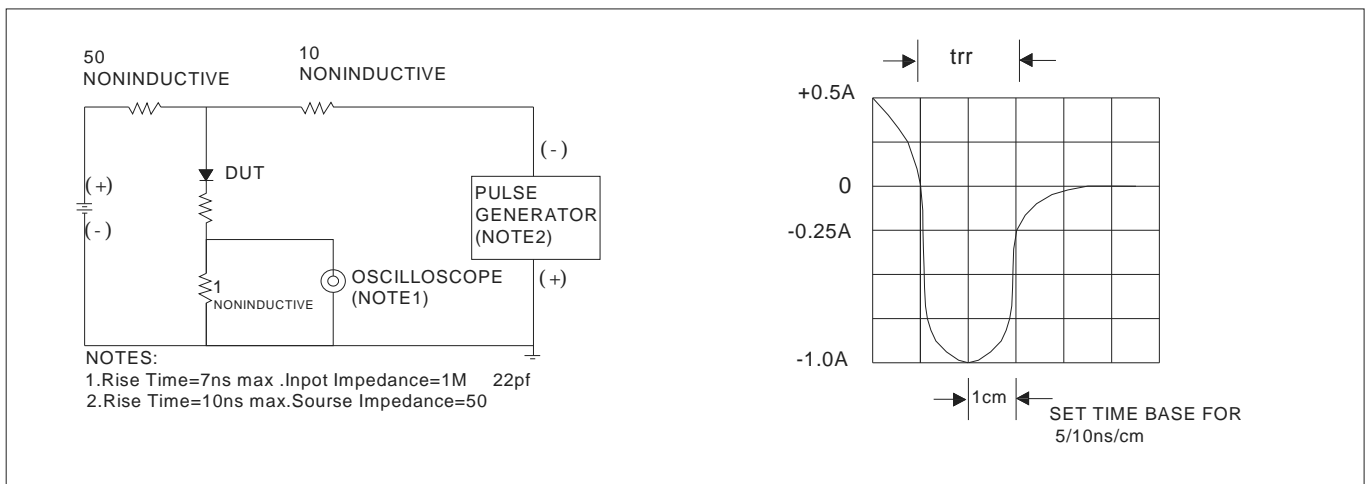 50
NONINDUCTIVE
10
NONINDUCTIVE
(+)
(-)
DUT
1
NONINDUCTIVE
OSCILLOSCOPE
(NOTE1)
(-)
PULSE
GENERATOR
(NOTE2)
(+)
NOTES:
1.Rise Time=7ns max .Inpot Impedance=1M 22pf
2.Rise Time=10ns max.Sourse Impedance=50
trr
+0.5A
0
-0.25A
-1.0A
1cm
SET TIME BASE FOR
5/10ns/cm